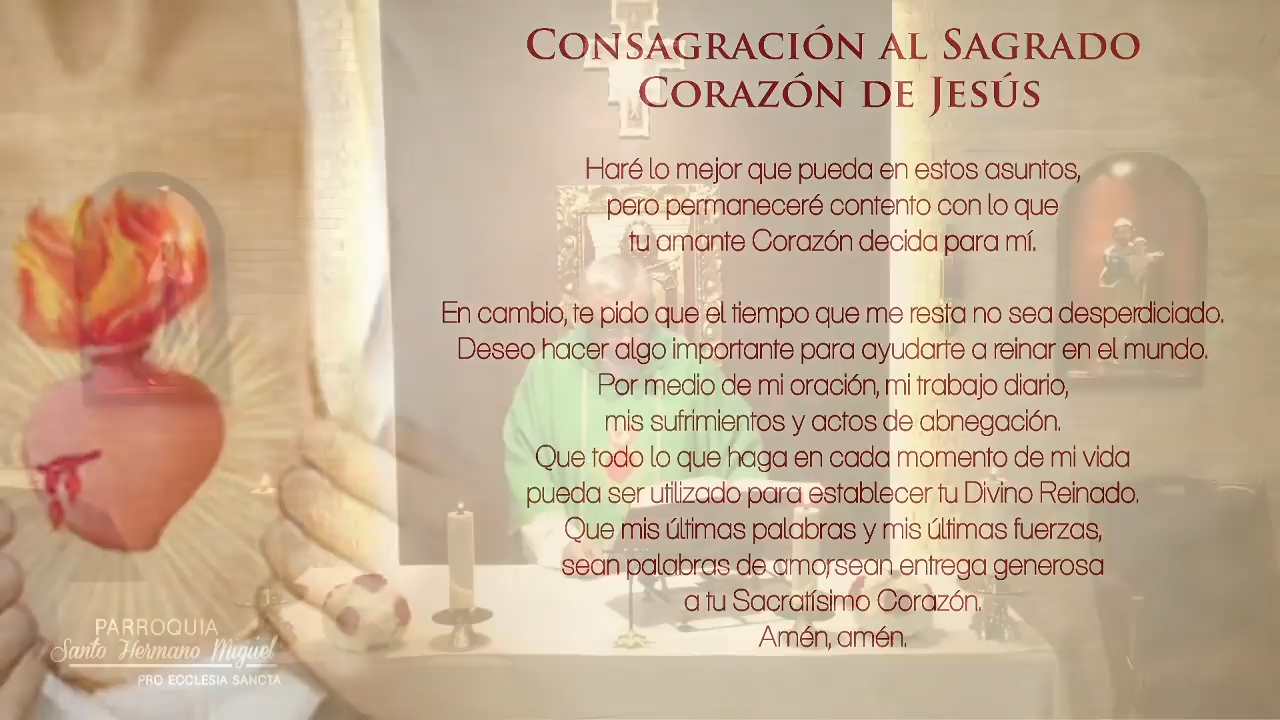 CONSAGRACIÓN AL SAGRADO
CORAZÓN DE JESÚS
Haré lo mejor que pueda en estos asuntos,
pero permaneceré contento con lo que
tu amante Corazón decida para mí.
En cambio, te pido que el tiempo que me resta no sea desperdiciado.
Deseo hacer algo importante para ayudarte a reinar en el mundo.
Por medio de mi oración, mi trabajo diario,
mis sufrimientos y actos de abnegación.
Que todo lo que haga en cada momento de mi vida
pueda ser utilizado para establecer tu Divino Reinado.
Que mis últimas palabras y mis últimas fuerzas,
sean palabras de amor,sean entrega generosa
a tu Sacratísimo Corazón.
Amén, amén.
PARROQUIA
Santo Hermano Miguel
PRO ECCLESIA SANCTA